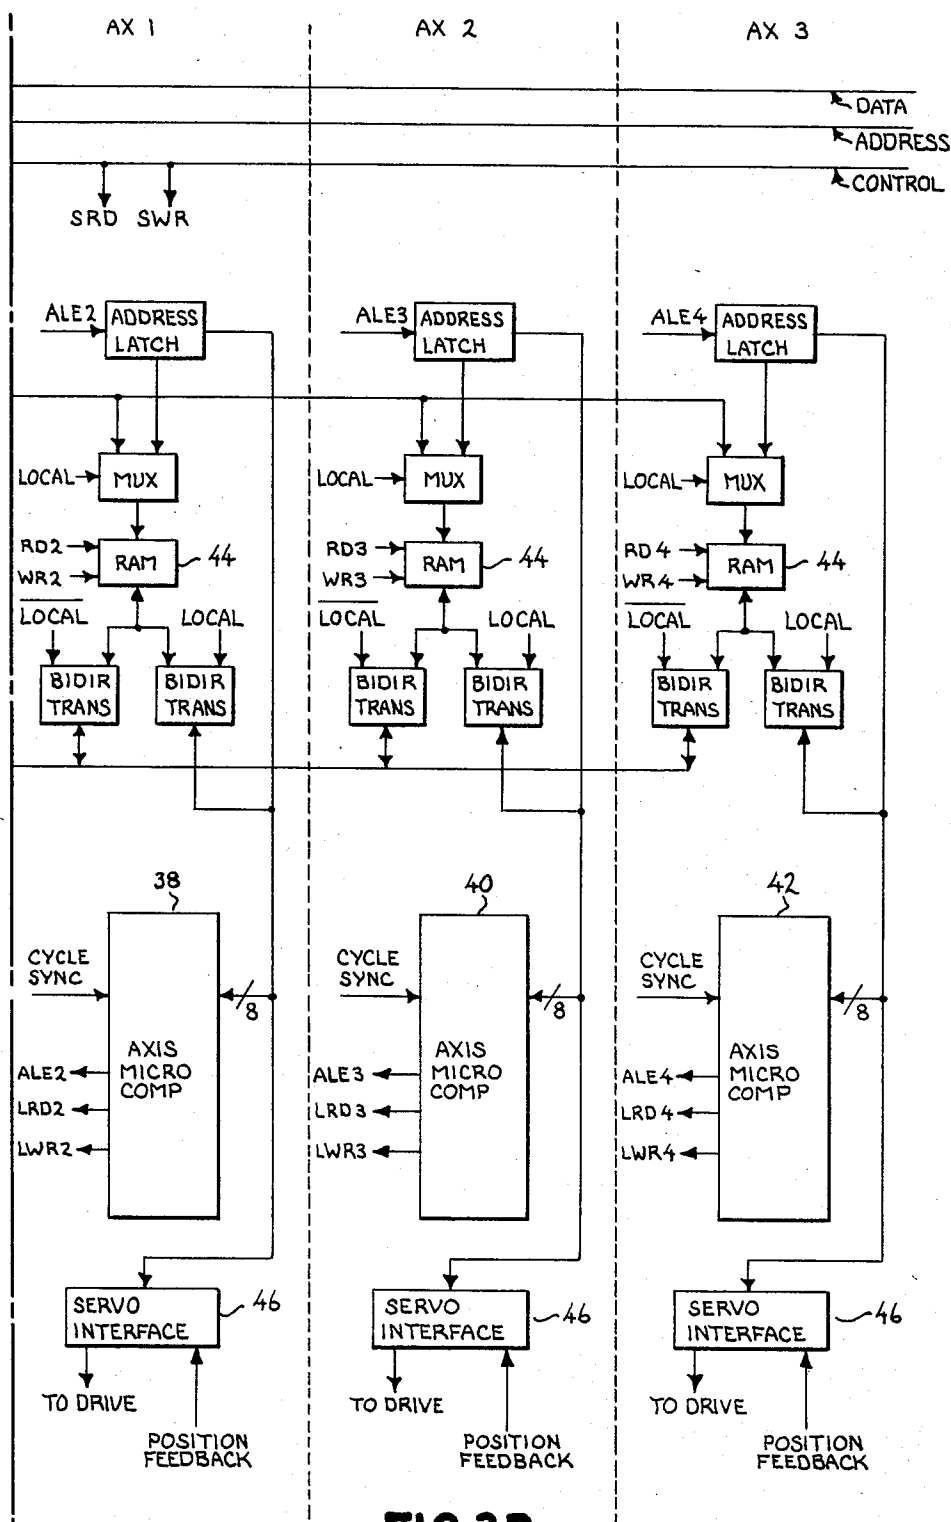 AX 1 AX 2 AX 3
DATA
ADDRESS
CONTROL
SRD SWR
ALE2 ADDRESS LATCH
ALE3 ADDRESS LATCH
ALE4 ADDRESS LATCH
LOCAL MUX
LOCAL MUX
LOCAL MUX
RD2 WR2 RAM 44
RD3 WR3 RAM 44
RD4 WR4 RAM 44
LOCAL LOCAL
LOCAL LOCAL
LOCAL LOCAL
BIDIR TRANS BIDIR TRANS
BIDIR TRANS BIDIR TRANS
BIDIR TRANS BIDIR TRANS
38
CYCLE SYNC
8
AXIS MICRO COMP
ALE2
LRD2
LWR2
40
CYCLE SYNC
8
AXIS MICRO COMP
ALE3
LRD3
LWR3
42
CYCLE SYNC
8
AXIS MICRO COMP
ALE4
LRD4
LWR4
SERVO INTERFACE 46
SERVO INTERFACE 46
SERVO INTERFACE 46
TO DRIVE
POSITION FEEDBACK
TO DRIVE
POSITION FEEDBACK
TO DRIVE
POSITION FEEDBACK